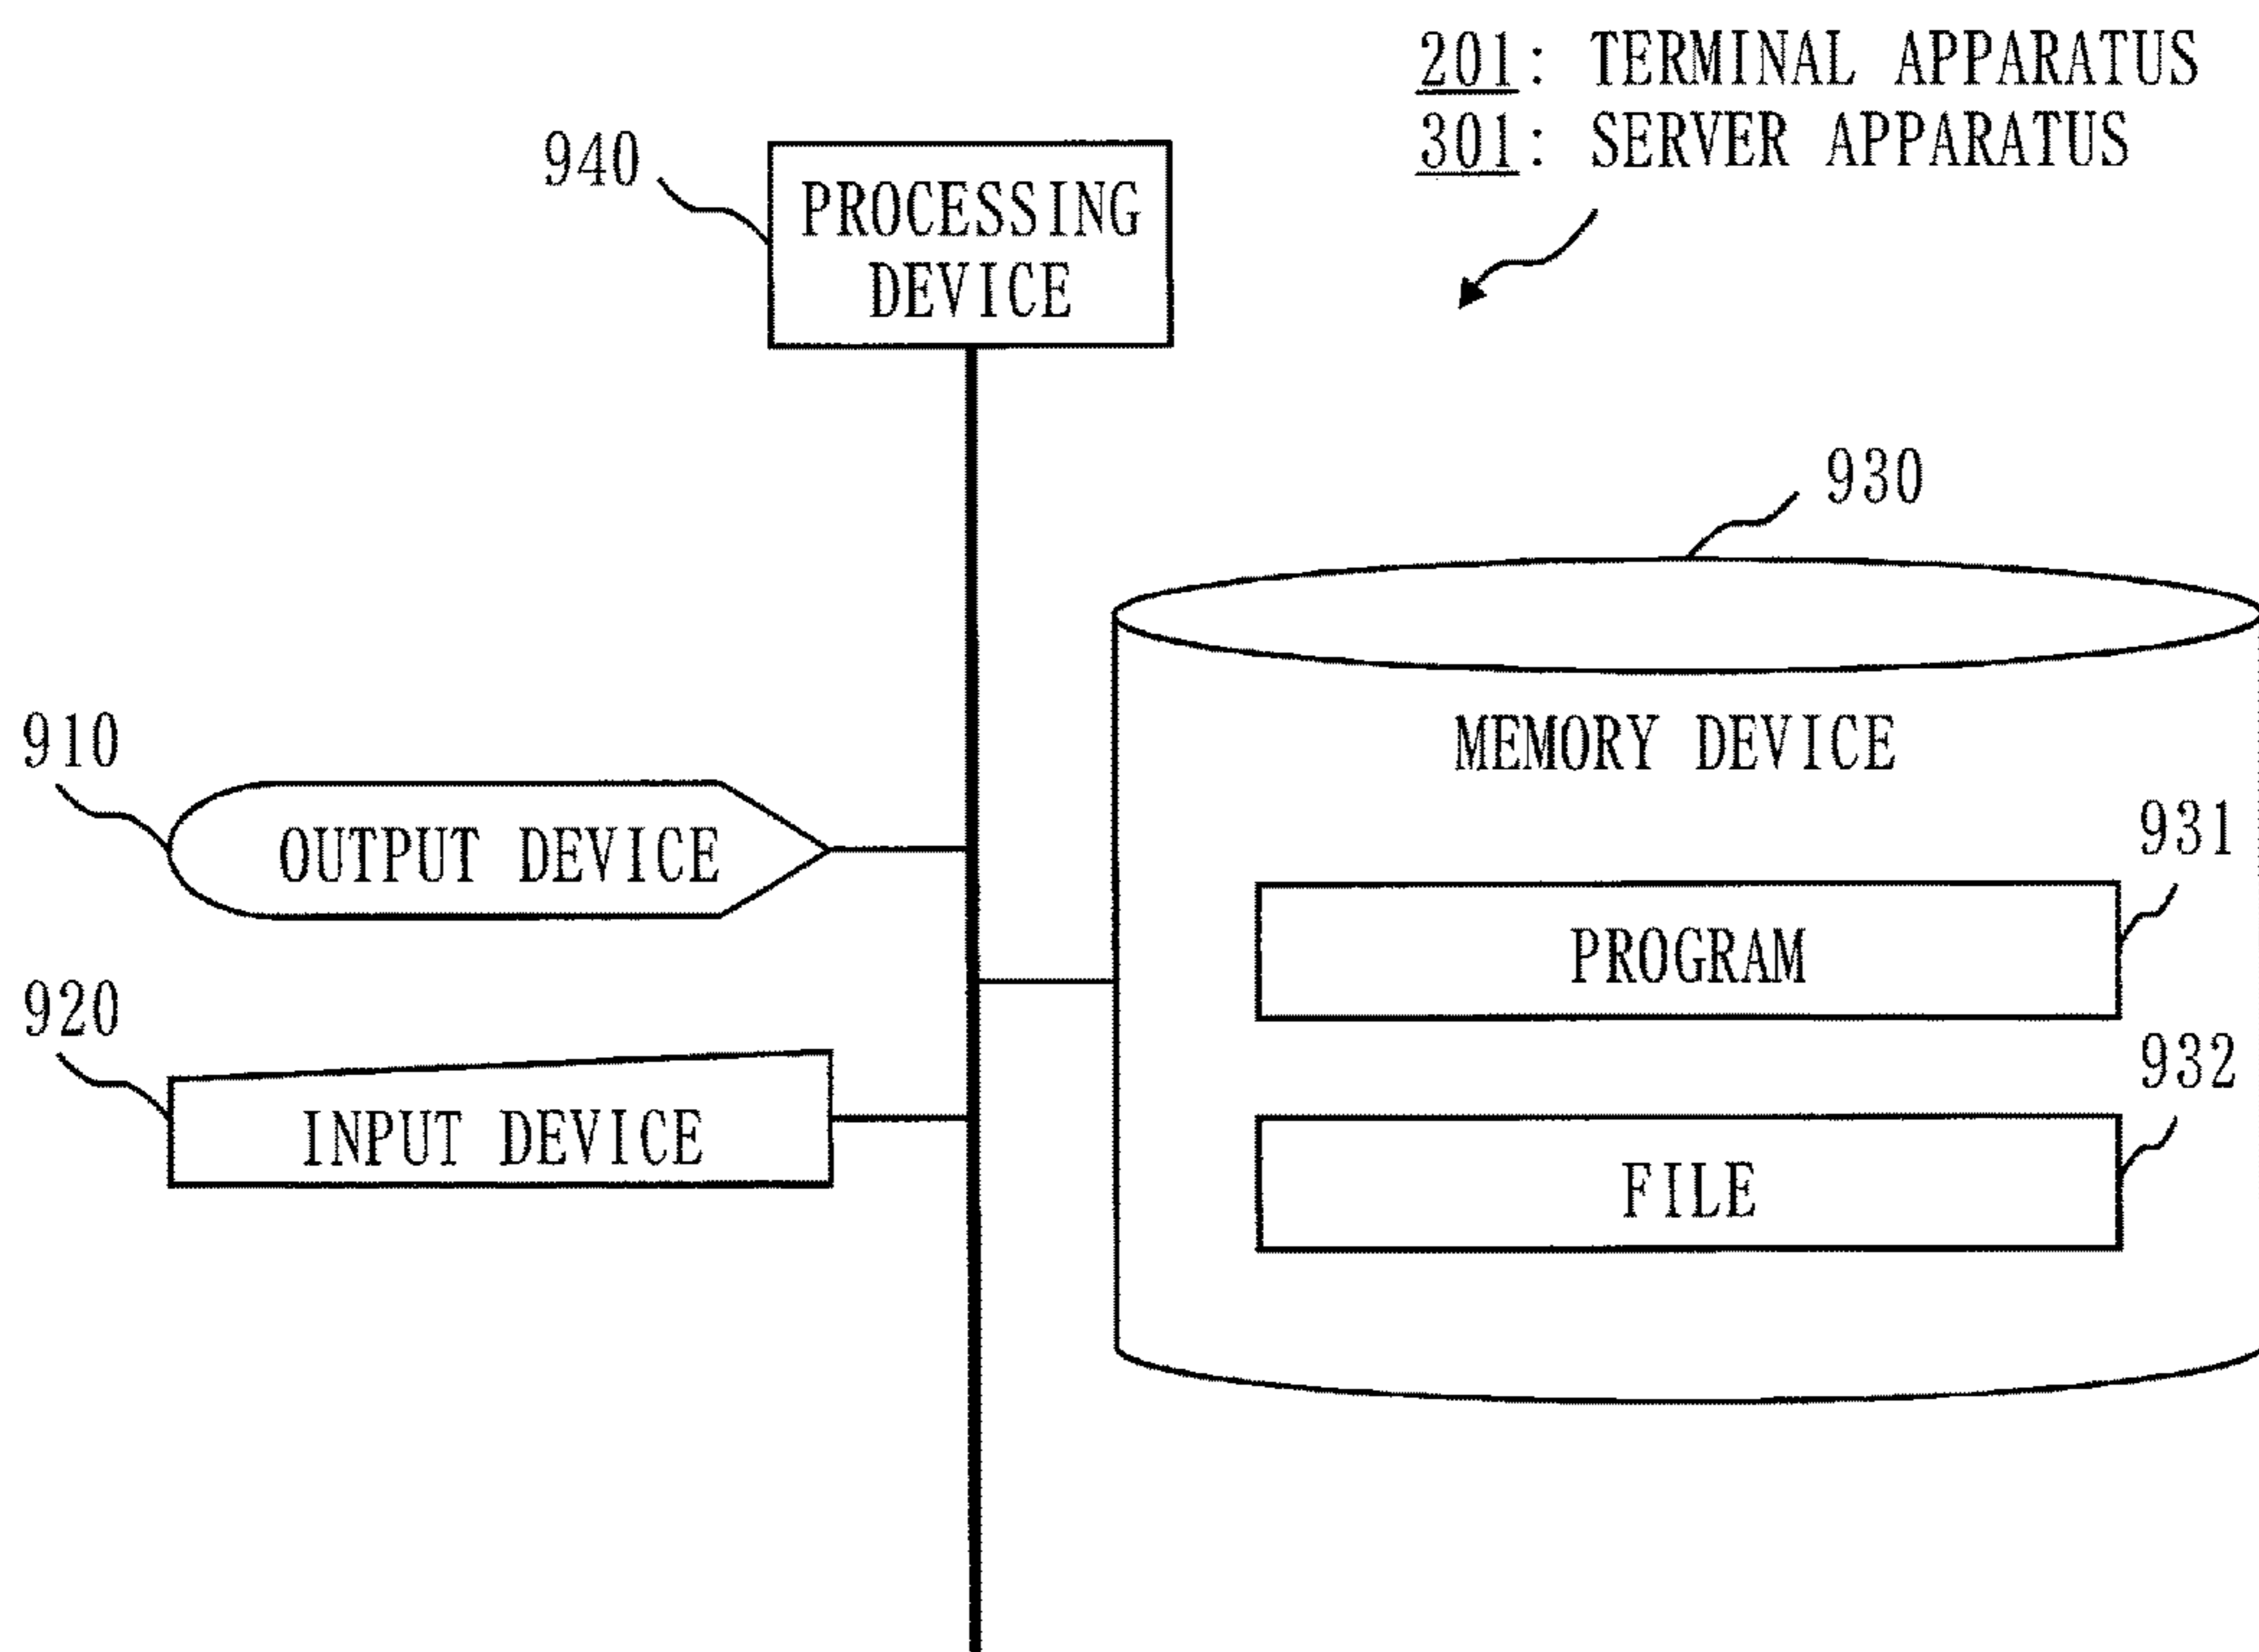 201: TERMINAL APPARATUS
301: SERVER APPARATUS
940
PROCESSING
DEVICE
930
MEMORY DEVICE
910
OUTPUT DEVICE
931
PROGRAM
920
INPUT DEVICE
932
FILE